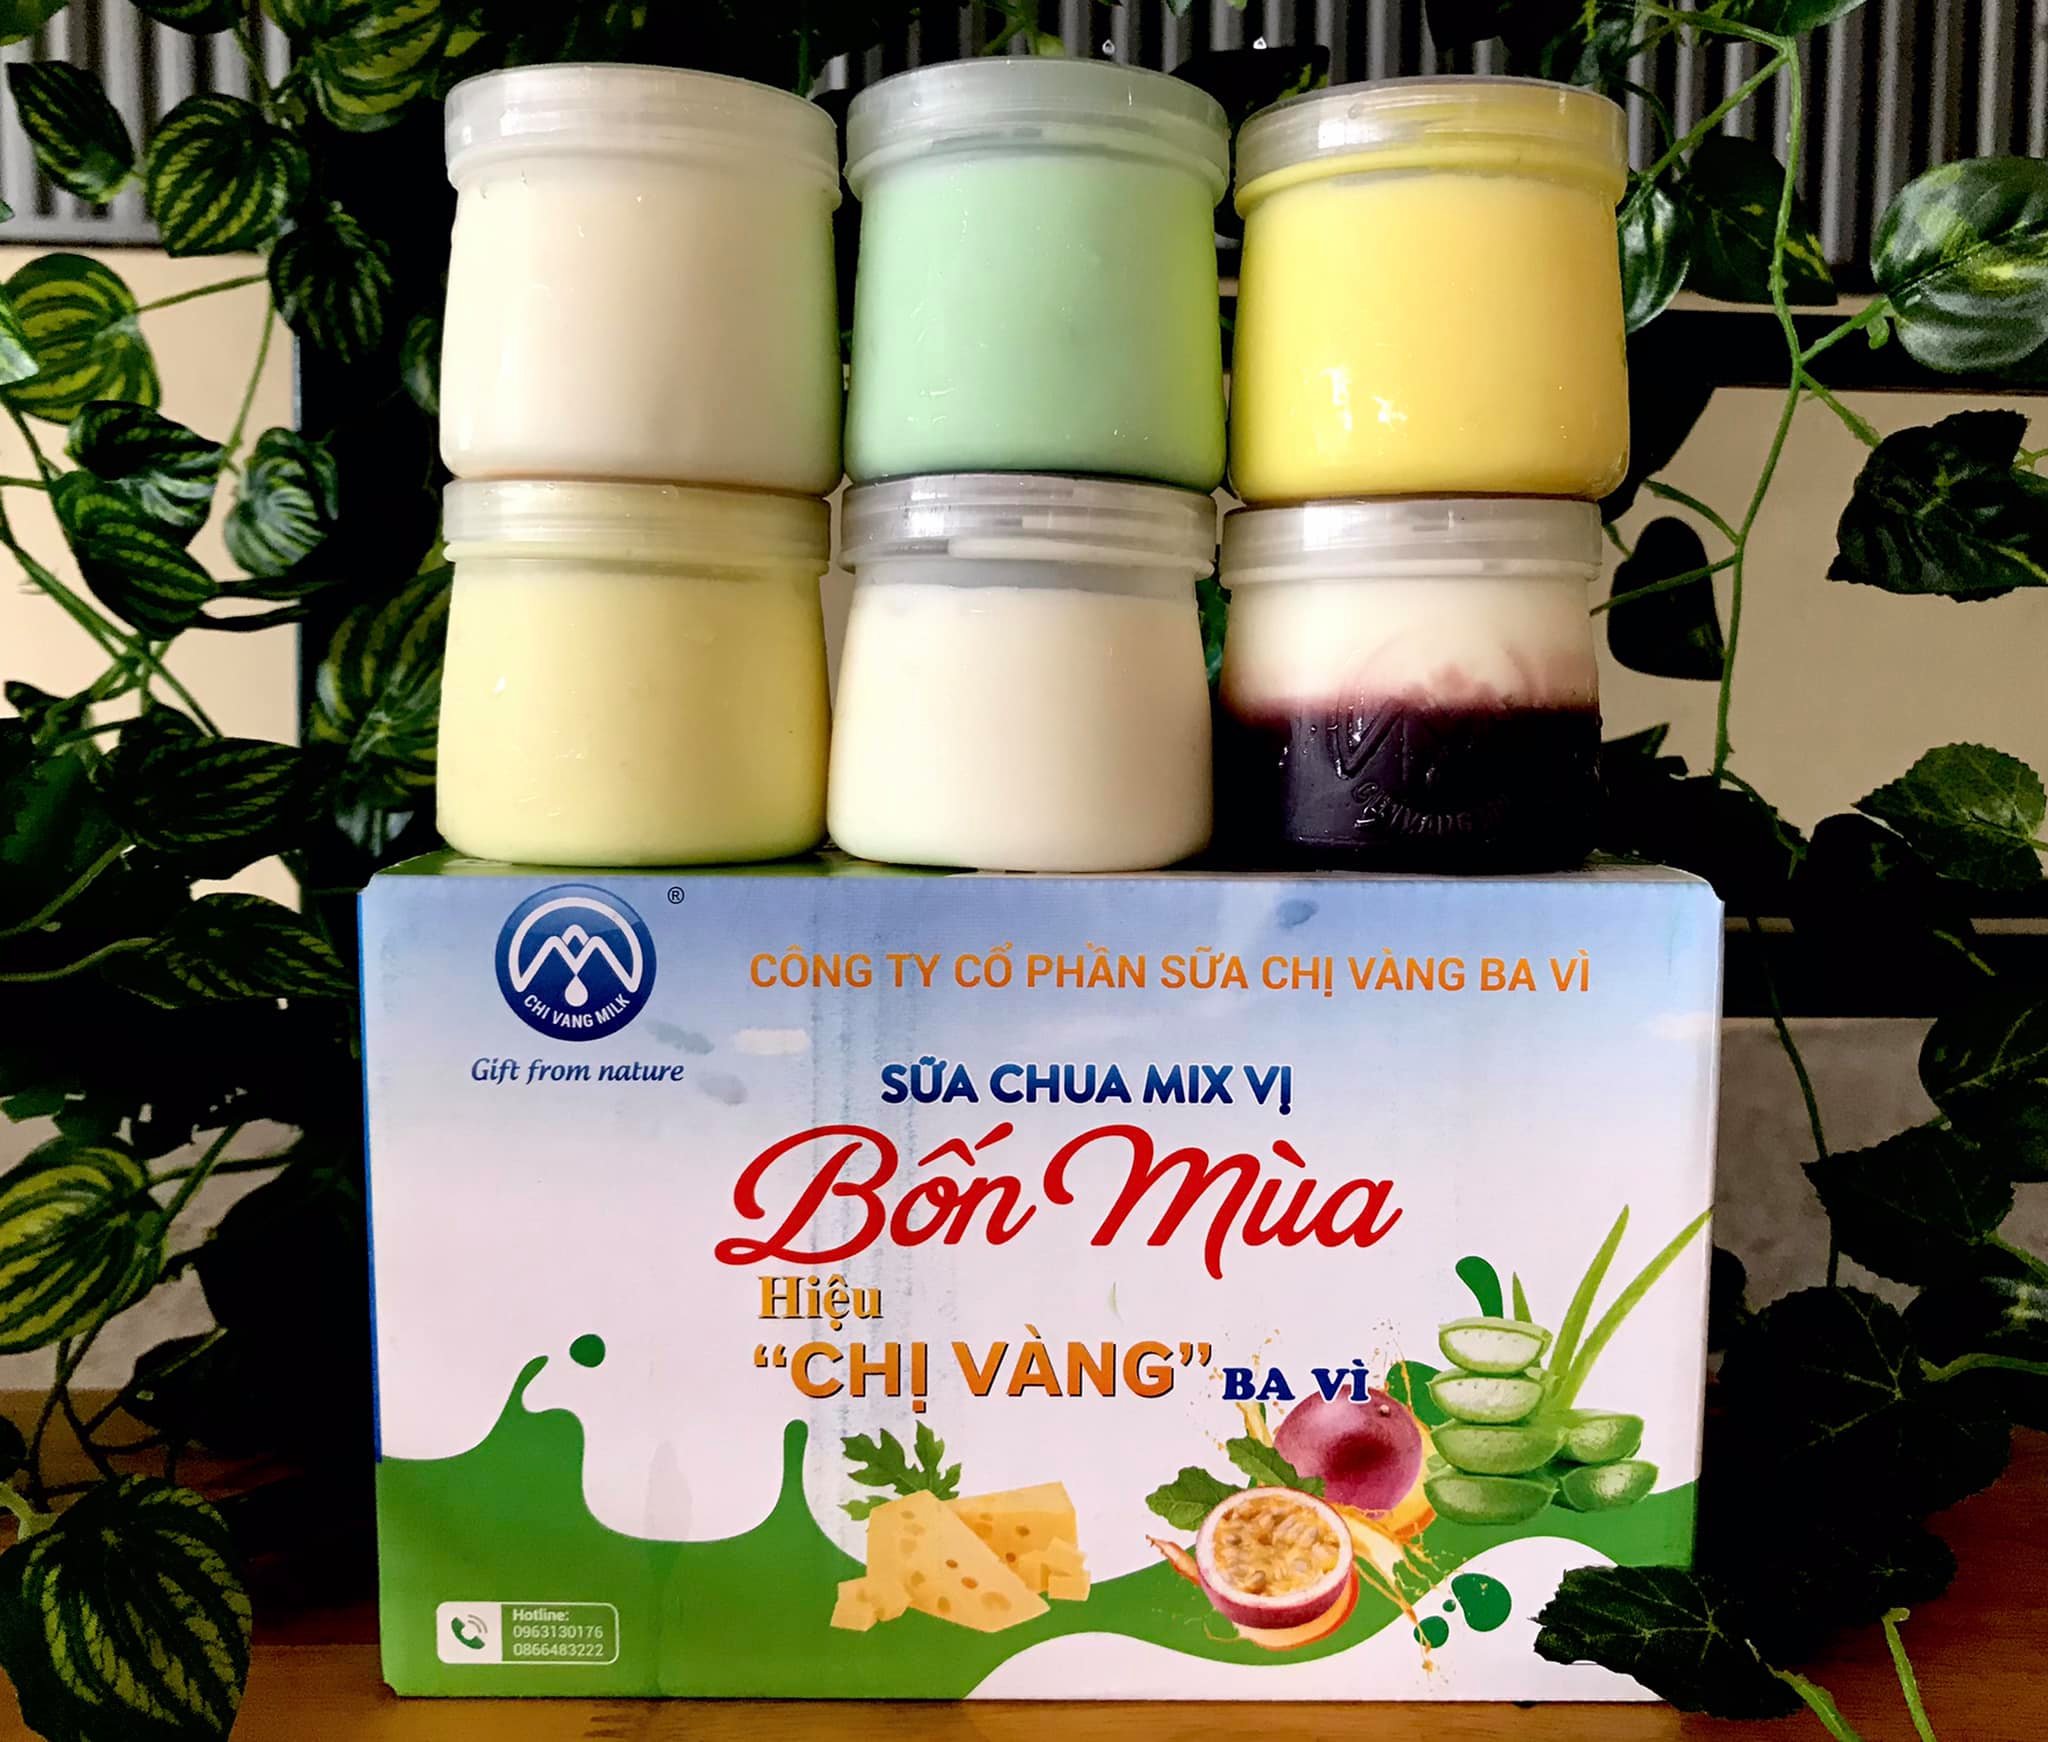 ®
CÔNG TY CỔ PHẦN SỮA CHỊ VÀNG BA VÌ
CHI VANG MILK
Gift from nature
SỮA CHUA MIX VỊ
Bốn Mùa
Hiệu
“CHỊ VÀNG” BA VÌ
Hotline:
0963130176
0866483222